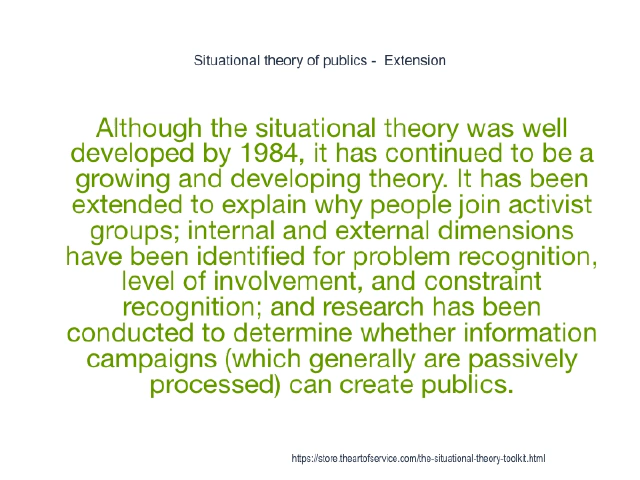 Situational theory of publics -  Extension
Although the situational theory was well
developed by 1984, it has continued to be a
growing and developing theory. It has been
extended to explain why people join activist
groups; internal and external dimensions
have been identified for problem recognition,
level of involvement, and constraint
recognition; and research has been
conducted to determine whether information
campaigns (which generally are passively
processed) can create publics.
https://store.theartofservice.com/the-situational-theory-toolkit.html